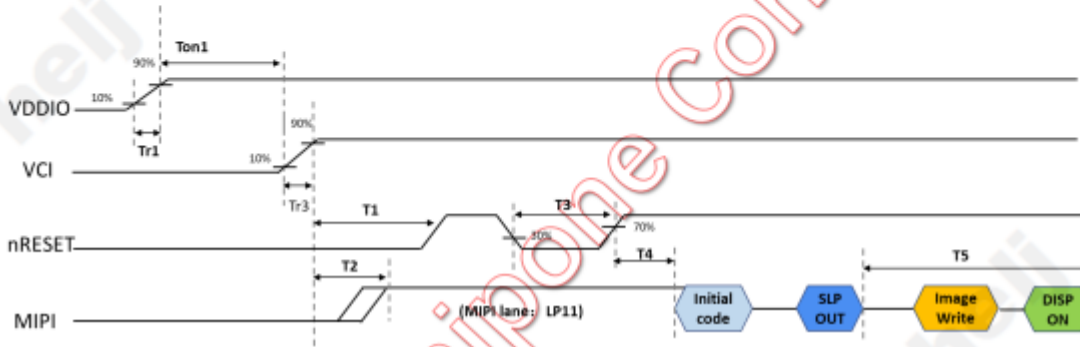 Ton1
90%
10%
VDDIO
Tr1
90%
10%
VCI
Tr3
T1
T3
nRESET
30%
70%
T4
T2
T5
MIPI
(MIPI lane: LP11)
Initial
code
SLP
OUT
Image
Write
DISP
ON